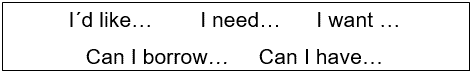 I´d like… I need… I want …
Can I borrow… Can I have…